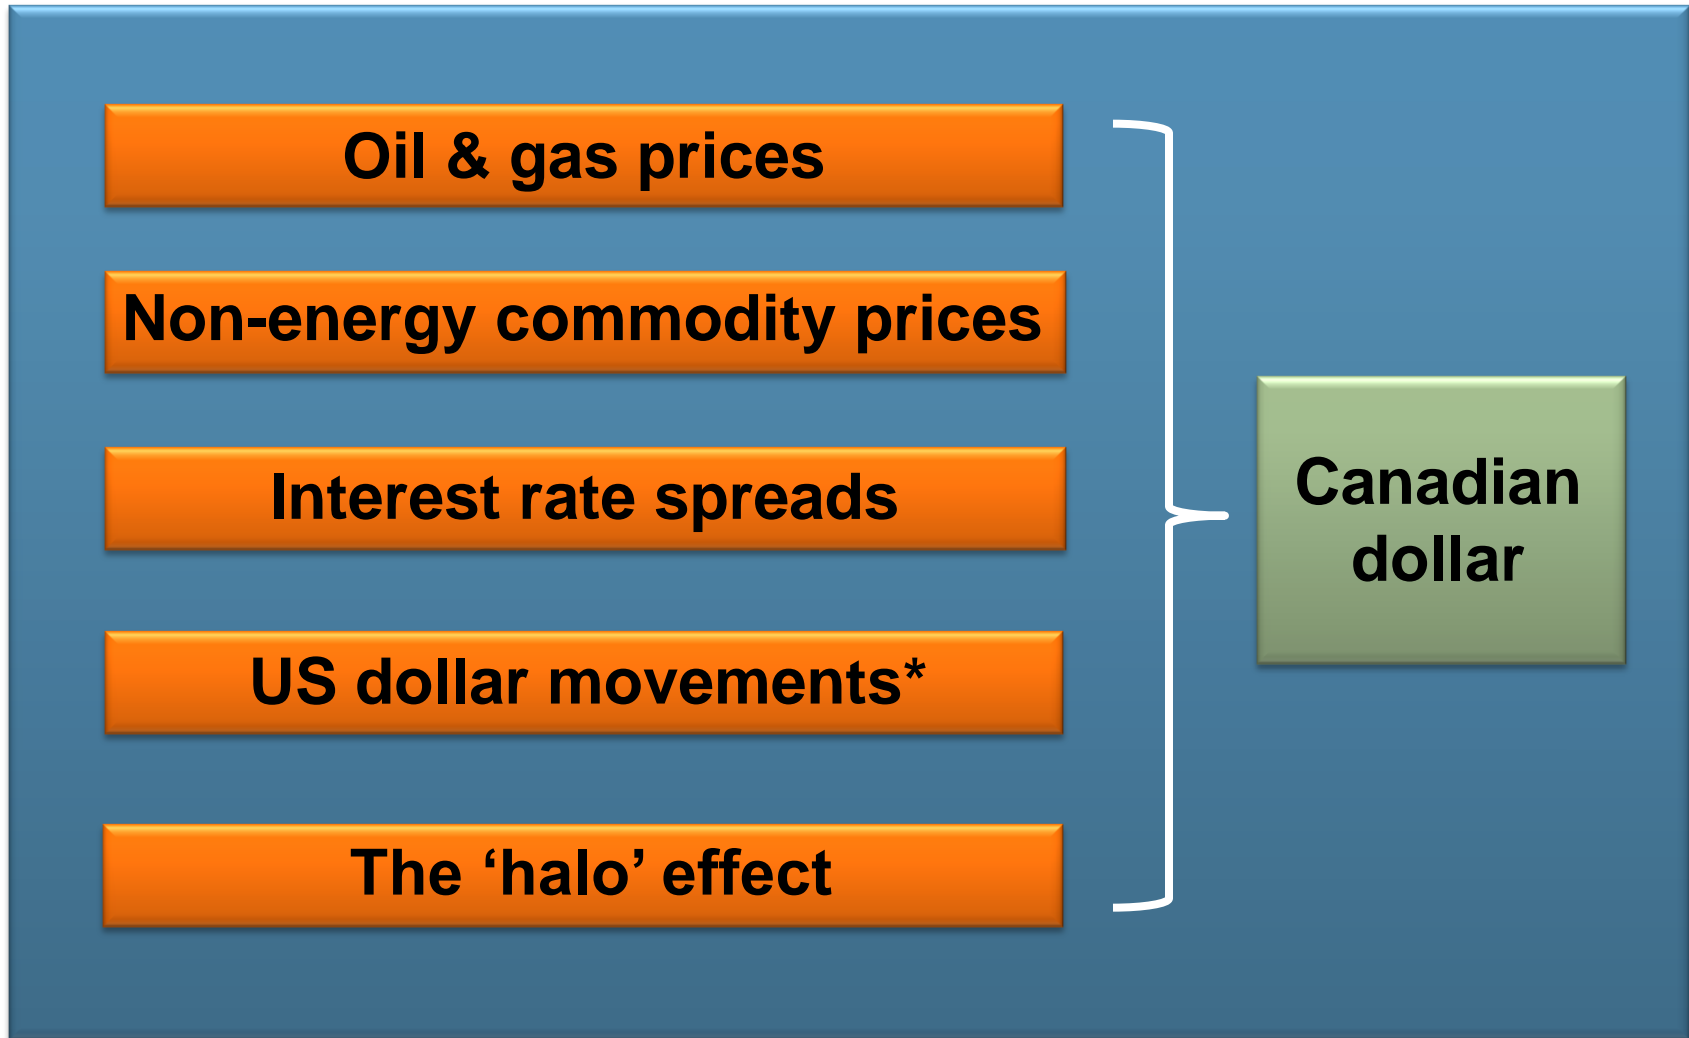 Oil & gas prices
Non-energy commodity prices
Interest rate spreads
US dollar movements*
The ‘halo’ effect
Canadian
dollar